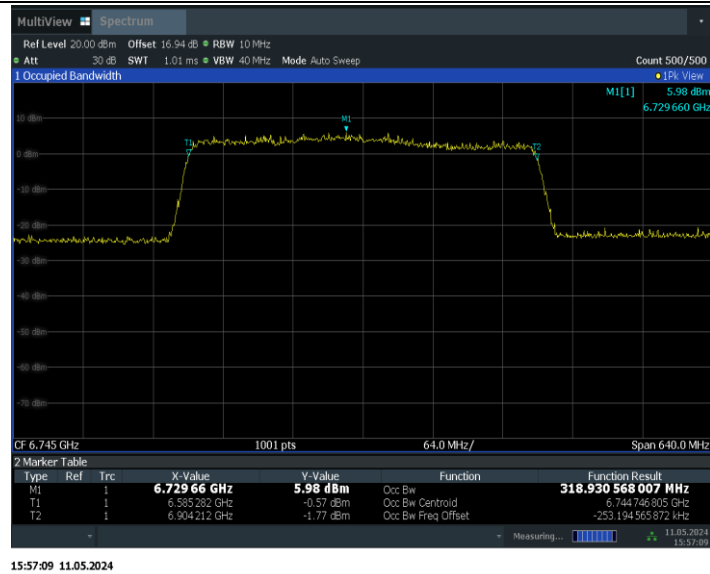 MultiView Spectrum
Ref Level 20.00 dBm Offset 16.94 dB RBW 10 MHz
Att 30 dB SWT 1.01 ms VBW 40 MHz Mode Auto Sweep Count 500/500
1 Occupied Bandwidth 1Pk View
M1[1] 5.98 dBm
6.729 660 GHz
10 dBm
M1
T1
T2
0 dBm
-10 dBm
-20 dBm
-30 dBm
-40 dBm
-50 dBm
-60 dBm
-70 dBm
CF 6.745 GHz 1001 pts 64.0 MHz/ Span 640.0 MHz
2 Marker Table
Type Ref Trc X-Value Y-Value Function Function Result
M1 1 6.729 66 GHz 5.98 dBm Occ Bw 318.930 568 007 MHz
T1 1 6.585 282 GHz -0.57 dBm Occ Bw Centroid 6.744 746 805 GHz
T2 1 6.904 212 GHz -1.77 dBm Occ Bw Freq Offset -253.194 565 872 kHz
Measuring... 11.05.2024
15:57:09
15:57:09 11.05.2024